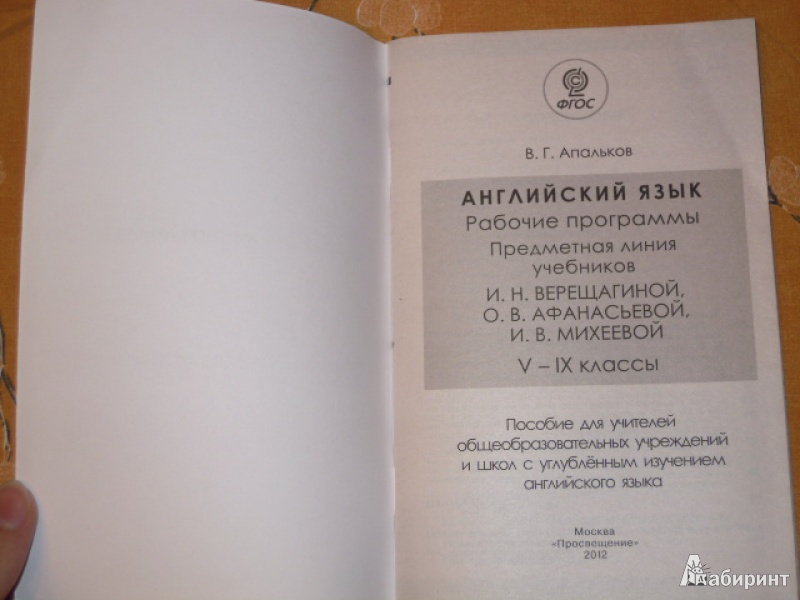 ФГОС
В. Г. Апальков
АНГЛИЙСКИЙ ЯЗЫК
Рабочие программы
Предметная линия
учебников
И. Н. ВЕРЕЩАГИНОЙ,
О. В. АФАНАСЬЕВОЙ,
И. В. МИХЕЕВОЙ
V – IX классы
Пособие для учителей
общеобразовательных учреждений
и школ с углублённым изучением
английского языка
Москва
«Просвещение»
2012
Лабиринт